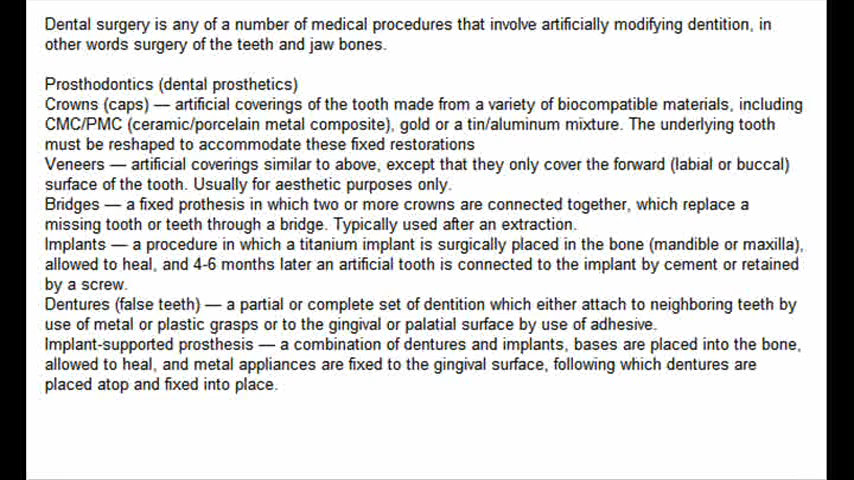 Dental surgery is any of a number of medical procedures that involve artificially modifying dentition, in
other words surgery of the teeth and jaw bones.
Prosthodontics (dental prosthetics)
Crowns (caps) — artificial coverings of the tooth made from a variety of biocompatible materials, including
CMC/PMC (ceramic/porcelain metal composite), gold or a tin/aluminum mixture. The underlying tooth
must be reshaped to accommodate these fixed restorations
Veneers — artificial coverings similar to above, except that they only cover the forward (labial or buccal)
surface of the tooth. Usually for aesthetic purposes only.
Bridges — a fixed prothesis in which two or more crowns are connected together, which replace a
missing tooth or teeth through a bridge. Typically used after an extraction.
Implants — a procedure in which a titanium implant is surgically placed in the bone (mandible or maxilla),
allowed to heal, and 4-6 months later an artificial tooth is connected to the implant by cement or retained
by a screw.
Dentures (false teeth) — a partial or complete set of dentition which either attach to neighboring teeth by
use of metal or plastic grasps or to the gingival or palatial surface by use of adhesive.
Implant-supported prosthesis — a combination of dentures and implants, bases are placed into the bone,
allowed to heal, and metal appliances are fixed to the gingival surface, following which dentures are
placed atop and fixed into place.